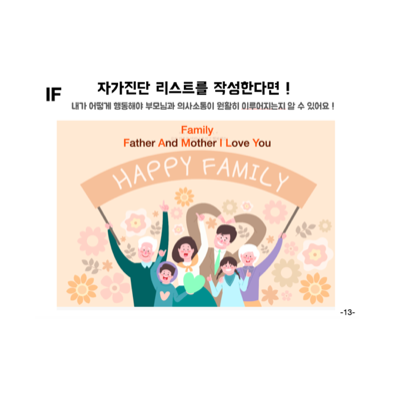 IF
자가진단 리스트를 작성한다면 !
내가 어떻게 행동해야 부모님과 의사소통이 원활히 이루어지는지 알 수 있어요 !
Family
Father And Mother I Love You
HAPPY FAMILY
-13-